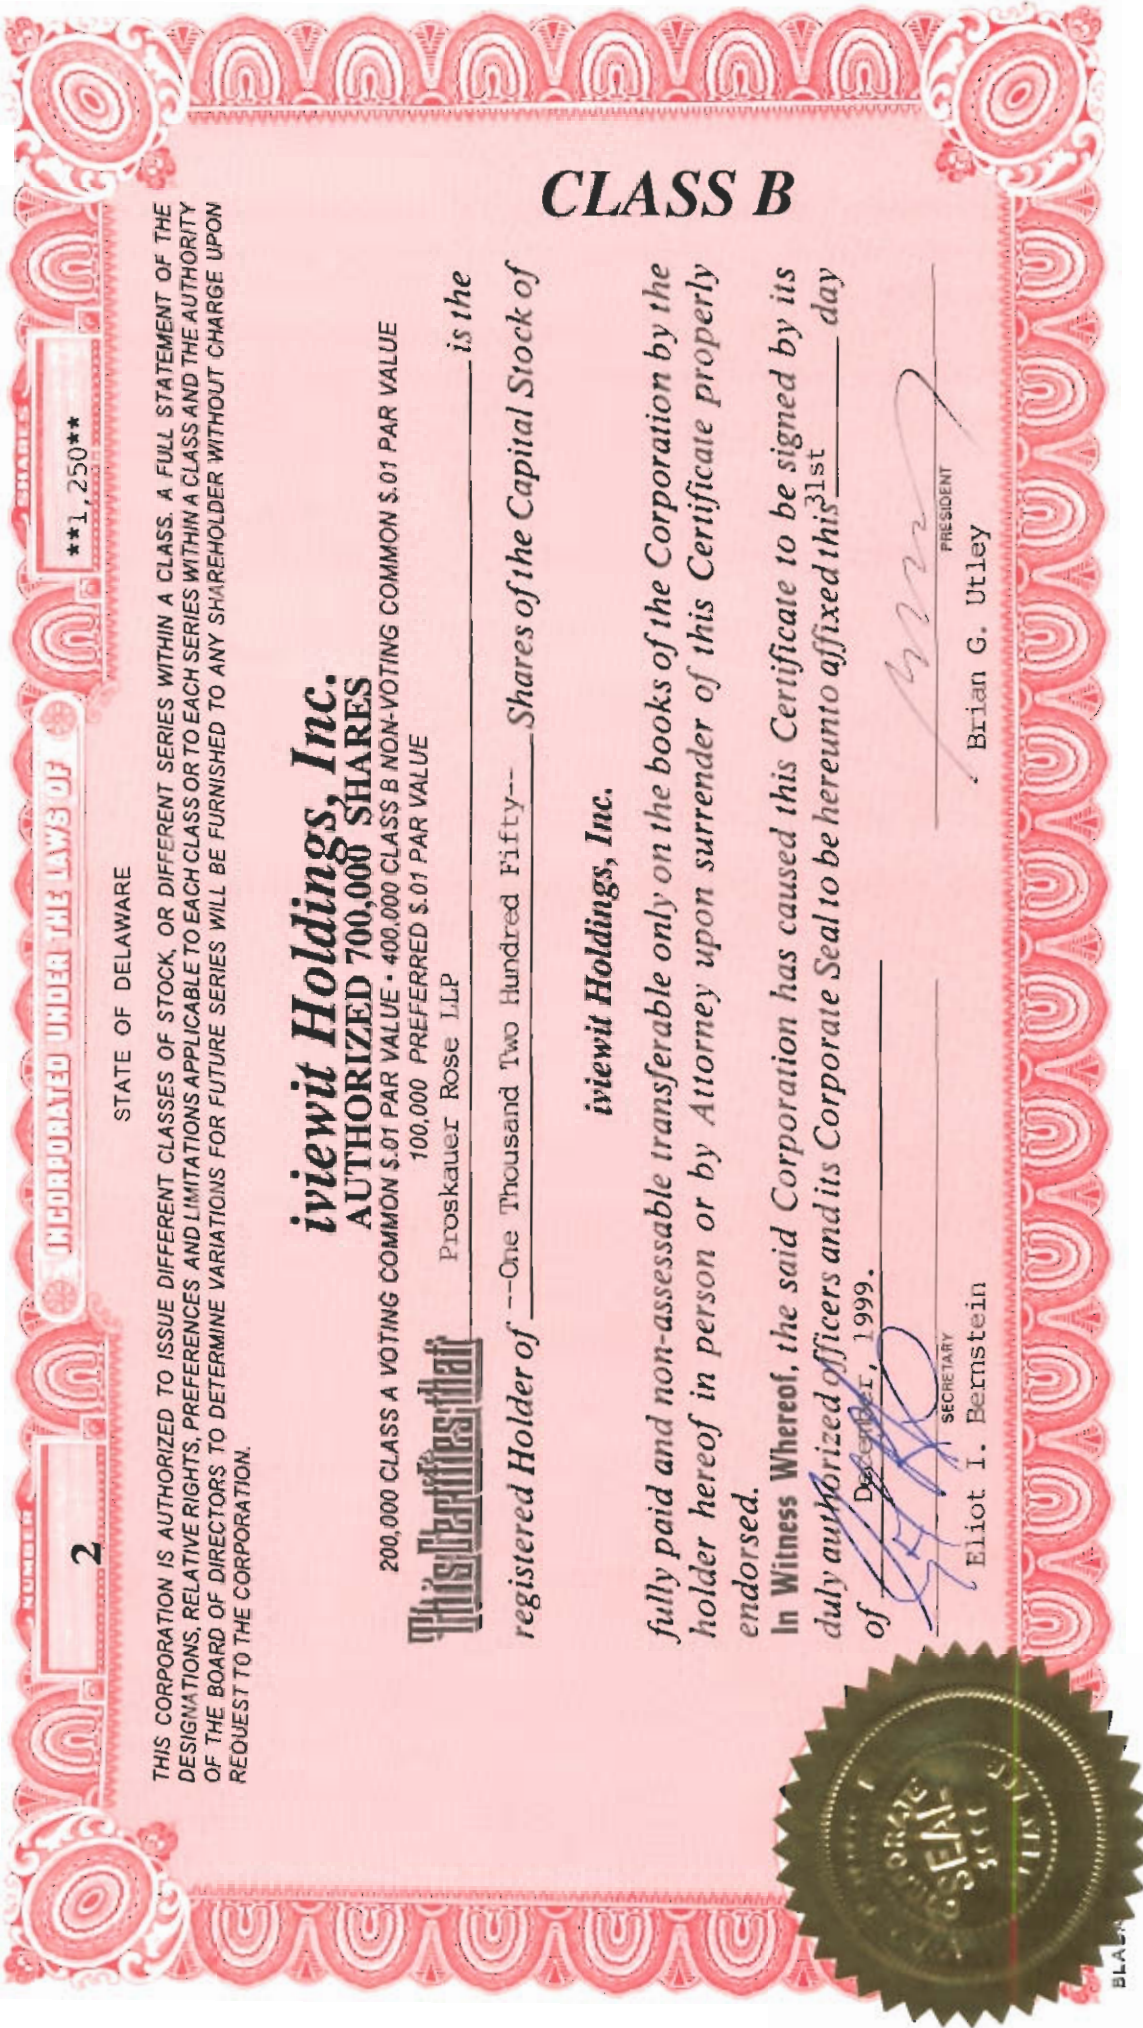 NUMBER
2
INCORPORATED UNDER THE LAWS OF
SHARES
**1,250**
STATE OF DELAWARE
THIS CORPORATION IS AUTHORIZED TO ISSUE DIFFERENT CLASSES OF STOCK, OR DIFFERENT SERIES WITHIN A CLASS. A FULL STATEMENT OF THE
DESIGNATIONS, RELATIVE RIGHTS, PREFERENCES AND LIMITATIONS APPLICABLE TO EACH CLASS OR TO EACH SERIES WITHIN A CLASS AND THE AUTHORITY
OF THE BOARD OF DIRECTORS TO DETERMINE VARIATIONS FOR FUTURE SERIES WILL BE FURNISHED TO ANY SHAREHOLDER WITHOUT CHARGE UPON
REQUEST TO THE CORPORATION.
iviewit Holdings, Inc.
AUTHORIZED 700,000 SHARES
200,000 CLASS A VOTING COMMON $.01 PAR VALUE - 400,000 CLASS B NON-VOTING COMMON $.01 PAR VALUE
100,000 PREFERRED $.01 PAR VALUE
This Certifies that Proskauer Rose LLP is the
registered Holder of --One Thousand Two Hundred Fifty-- Shares of the Capital Stock of
CLASS B
iviewit Holdings, Inc.
fully paid and non-assessable transferable only on the books of the Corporation by the
holder hereof in person or by Attorney upon surrender of this Certificate properly
endorsed.
In Witness Whereof, the said Corporation has caused this Certificate to be signed by its
duly authorized officers and its Corporate Seal to be hereunto affixed this 31st day
of December, 1999.
SECRETARY
PRESIDENT
Eliot I. Bernstein
Brian G. Utley
SEAL